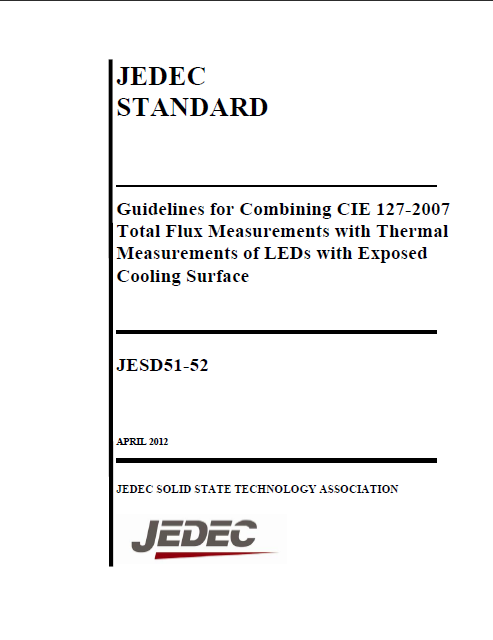 JEDEC
STANDARD
Guidelines for Combining CIE 127-2007
Total Flux Measurements with Thermal
Measurements of LEDs with Exposed
Cooling Surface
JESD51-52
APRIL 2012
JEDEC SOLID STATE TECHNOLOGY ASSOCIATION
JEDEC